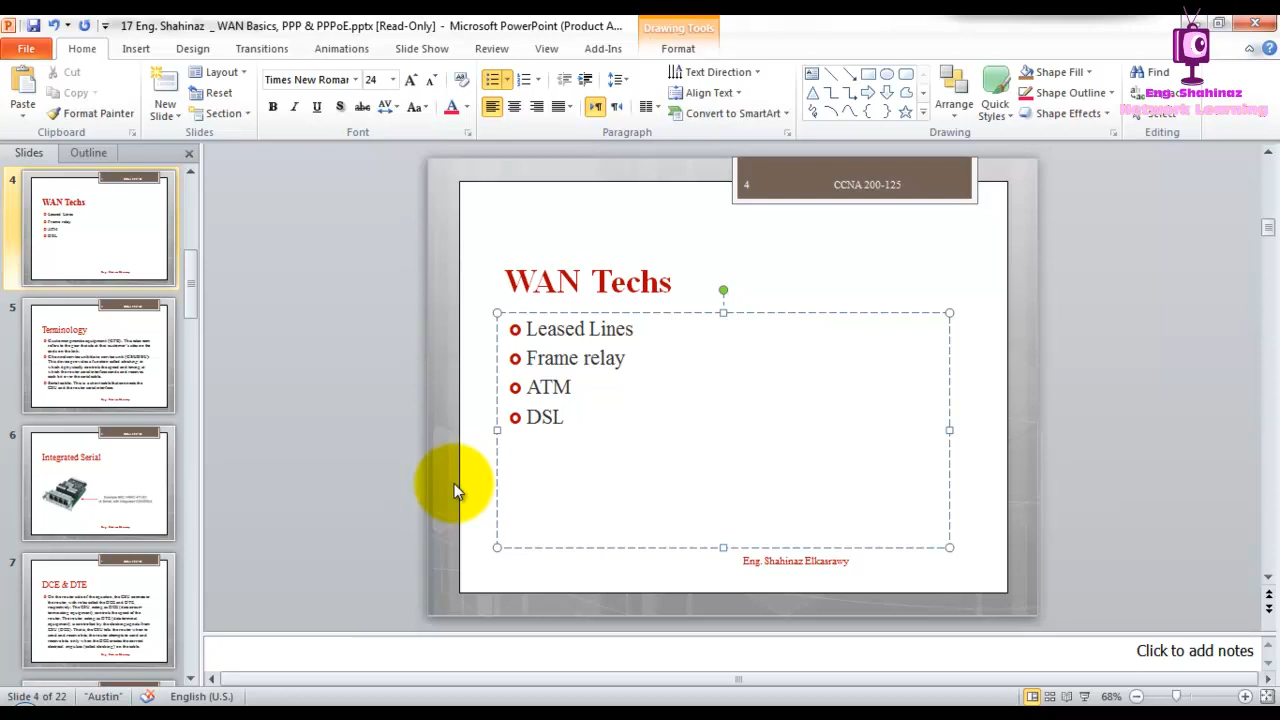 17 Eng. Shahinaz _ WAN Basics, PPP & PPPoE.pptx [Read-Only] - Microsoft PowerPoint (Product A...
Drawing Tools
File Home Insert Design Transitions Animations Slide Show Review View Add-Ins Format
Paste
Cut
Copy
Format Painter
Clipboard
New Slide
Layout
Reset
Section
Slides
Times New Roman 24
Font
Text Direction
Align Text
Convert to SmartArt
Paragraph
Arrange
Quick Styles
Shape Fill
Shape Outline
Shape Effects
Drawing
Find
Select
Editing
Eng. Shahinaz
Network Learning
Slides Outline
4
WAN Techs
Leased Lines
Frame relay
ATM
DSL
5
Terminology
6
Integrated Serial
7
DCE & DTE
4 CCNA 200-125
WAN Techs
Leased Lines
Frame relay
ATM
DSL
Eng. Shahinaz Elkasrawy
Click to add notes
Slide 4 of 22 "Austin" English (U.S.) 68%